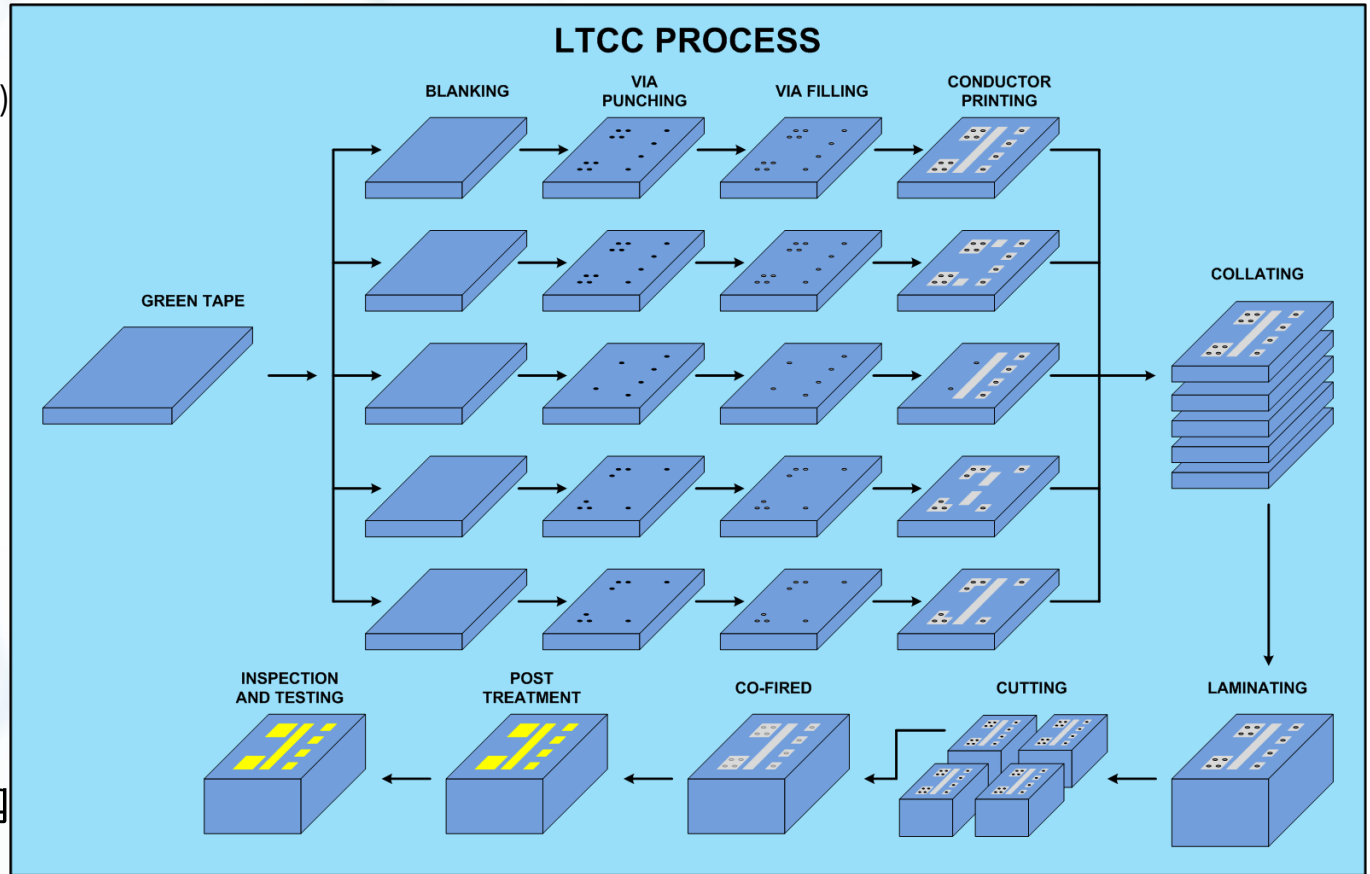 LTCC PROCESS
)
BLANKING
VIA
PUNCHING
VIA FILLING
CONDUCTOR
PRINTING
GREEN TAPE
COLLATING
INSPECTION
AND TESTING
POST
TREATMENT
CO-FIRED
CUTTING
LAMINATING